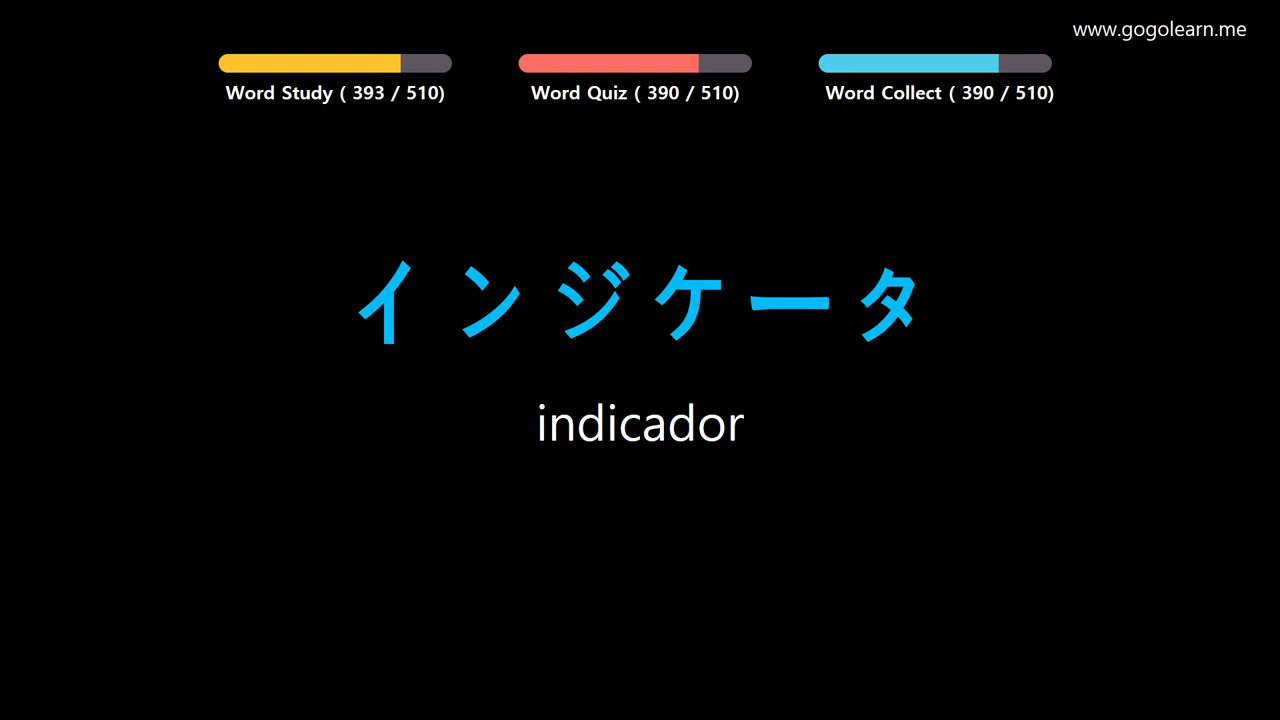 www.gogolearn.me
Word Study ( 393 / 510)
Word Quiz ( 390 / 510)
Word Collect ( 390 / 510)
インジケータ
indicador